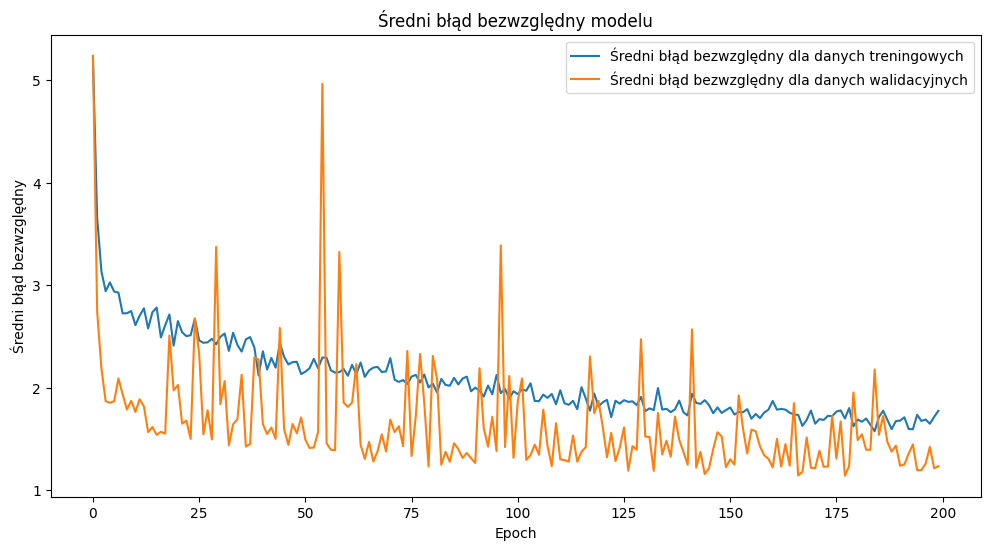 Średni błąd bezwzględny modelu
Średni błąd bezwzględny dla danych treningowych
Średni błąd bezwzględny dla danych walidacyjnych
Średni błąd bezwzględny
5
4
3
2
1
0 25 50 75 100 125 150 175 200
Epoch